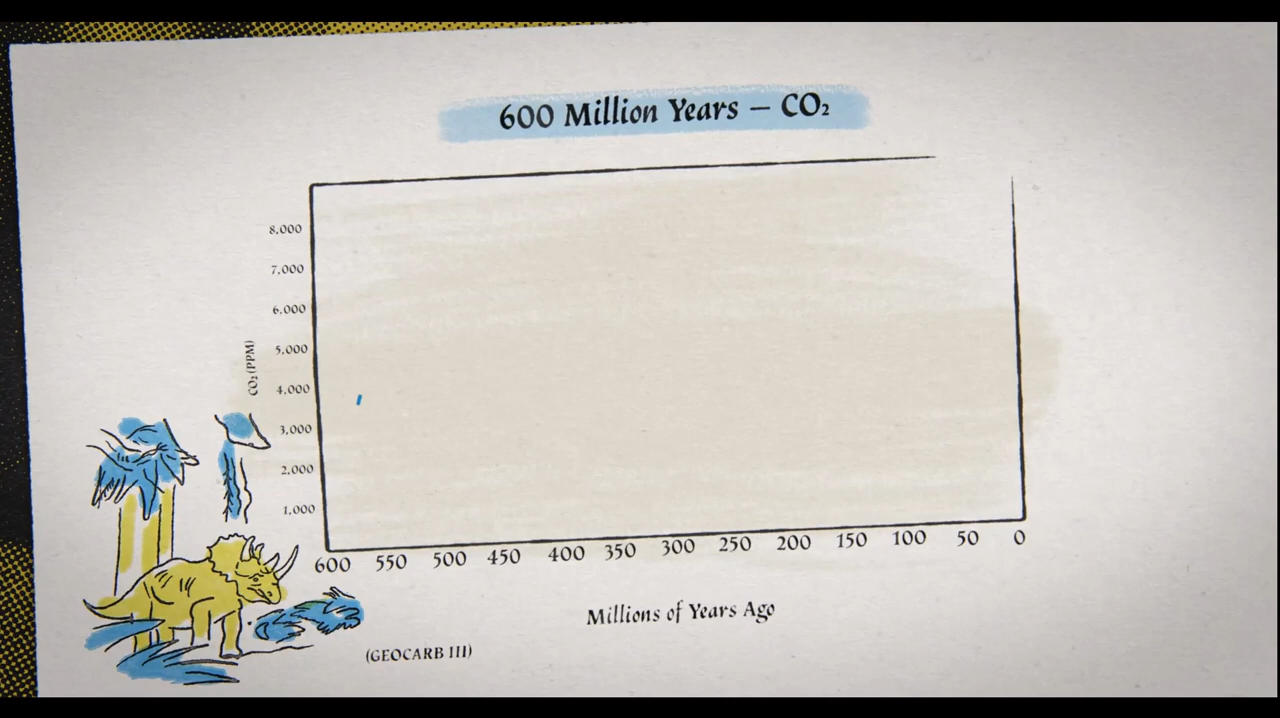 600 Million Years – CO₂
8,000
7,000
6,000
5,000
4,000
3,000
2,000
1,000
CO₂ (PPM)
600 550 500 450 400 350 300 250 200 150 100 50 0
Millions of Years Ago
(GEOCARB III)